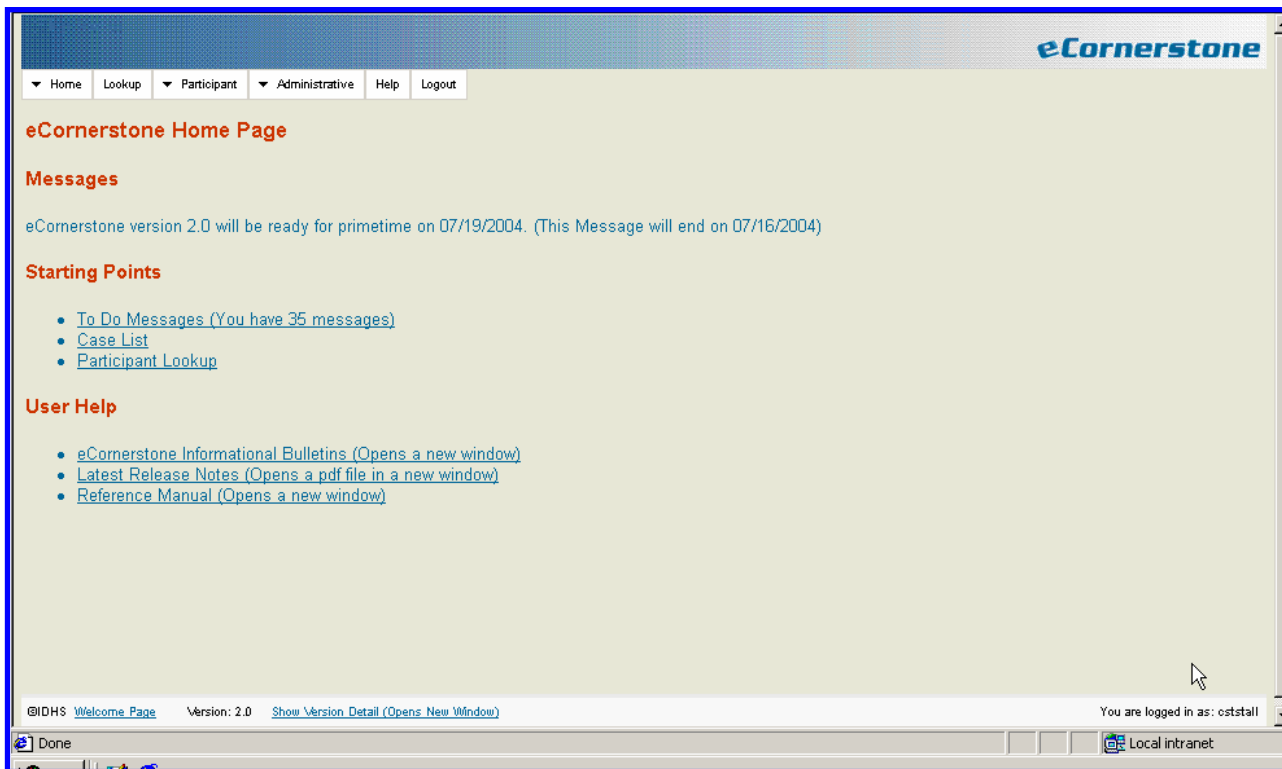 eCornerstone
Home Lookup Participant Administrative Help Logout
eCornerstone Home Page
Messages
eCornerstone version 2.0 will be ready for primetime on 07/19/2004. (This Message will end on 07/16/2004)
Starting Points
To Do Messages (You have 35 messages)
Case List
Participant Lookup
User Help
eCornerstone Informational Bulletins (Opens a new window)
Latest Release Notes (Opens a pdf file in a new window)
Reference Manual (Opens a new window)
©IDHS Welcome Page Version: 2.0 Show Version Detail (Opens New Window) You are logged in as: cststall
Done Local intranet